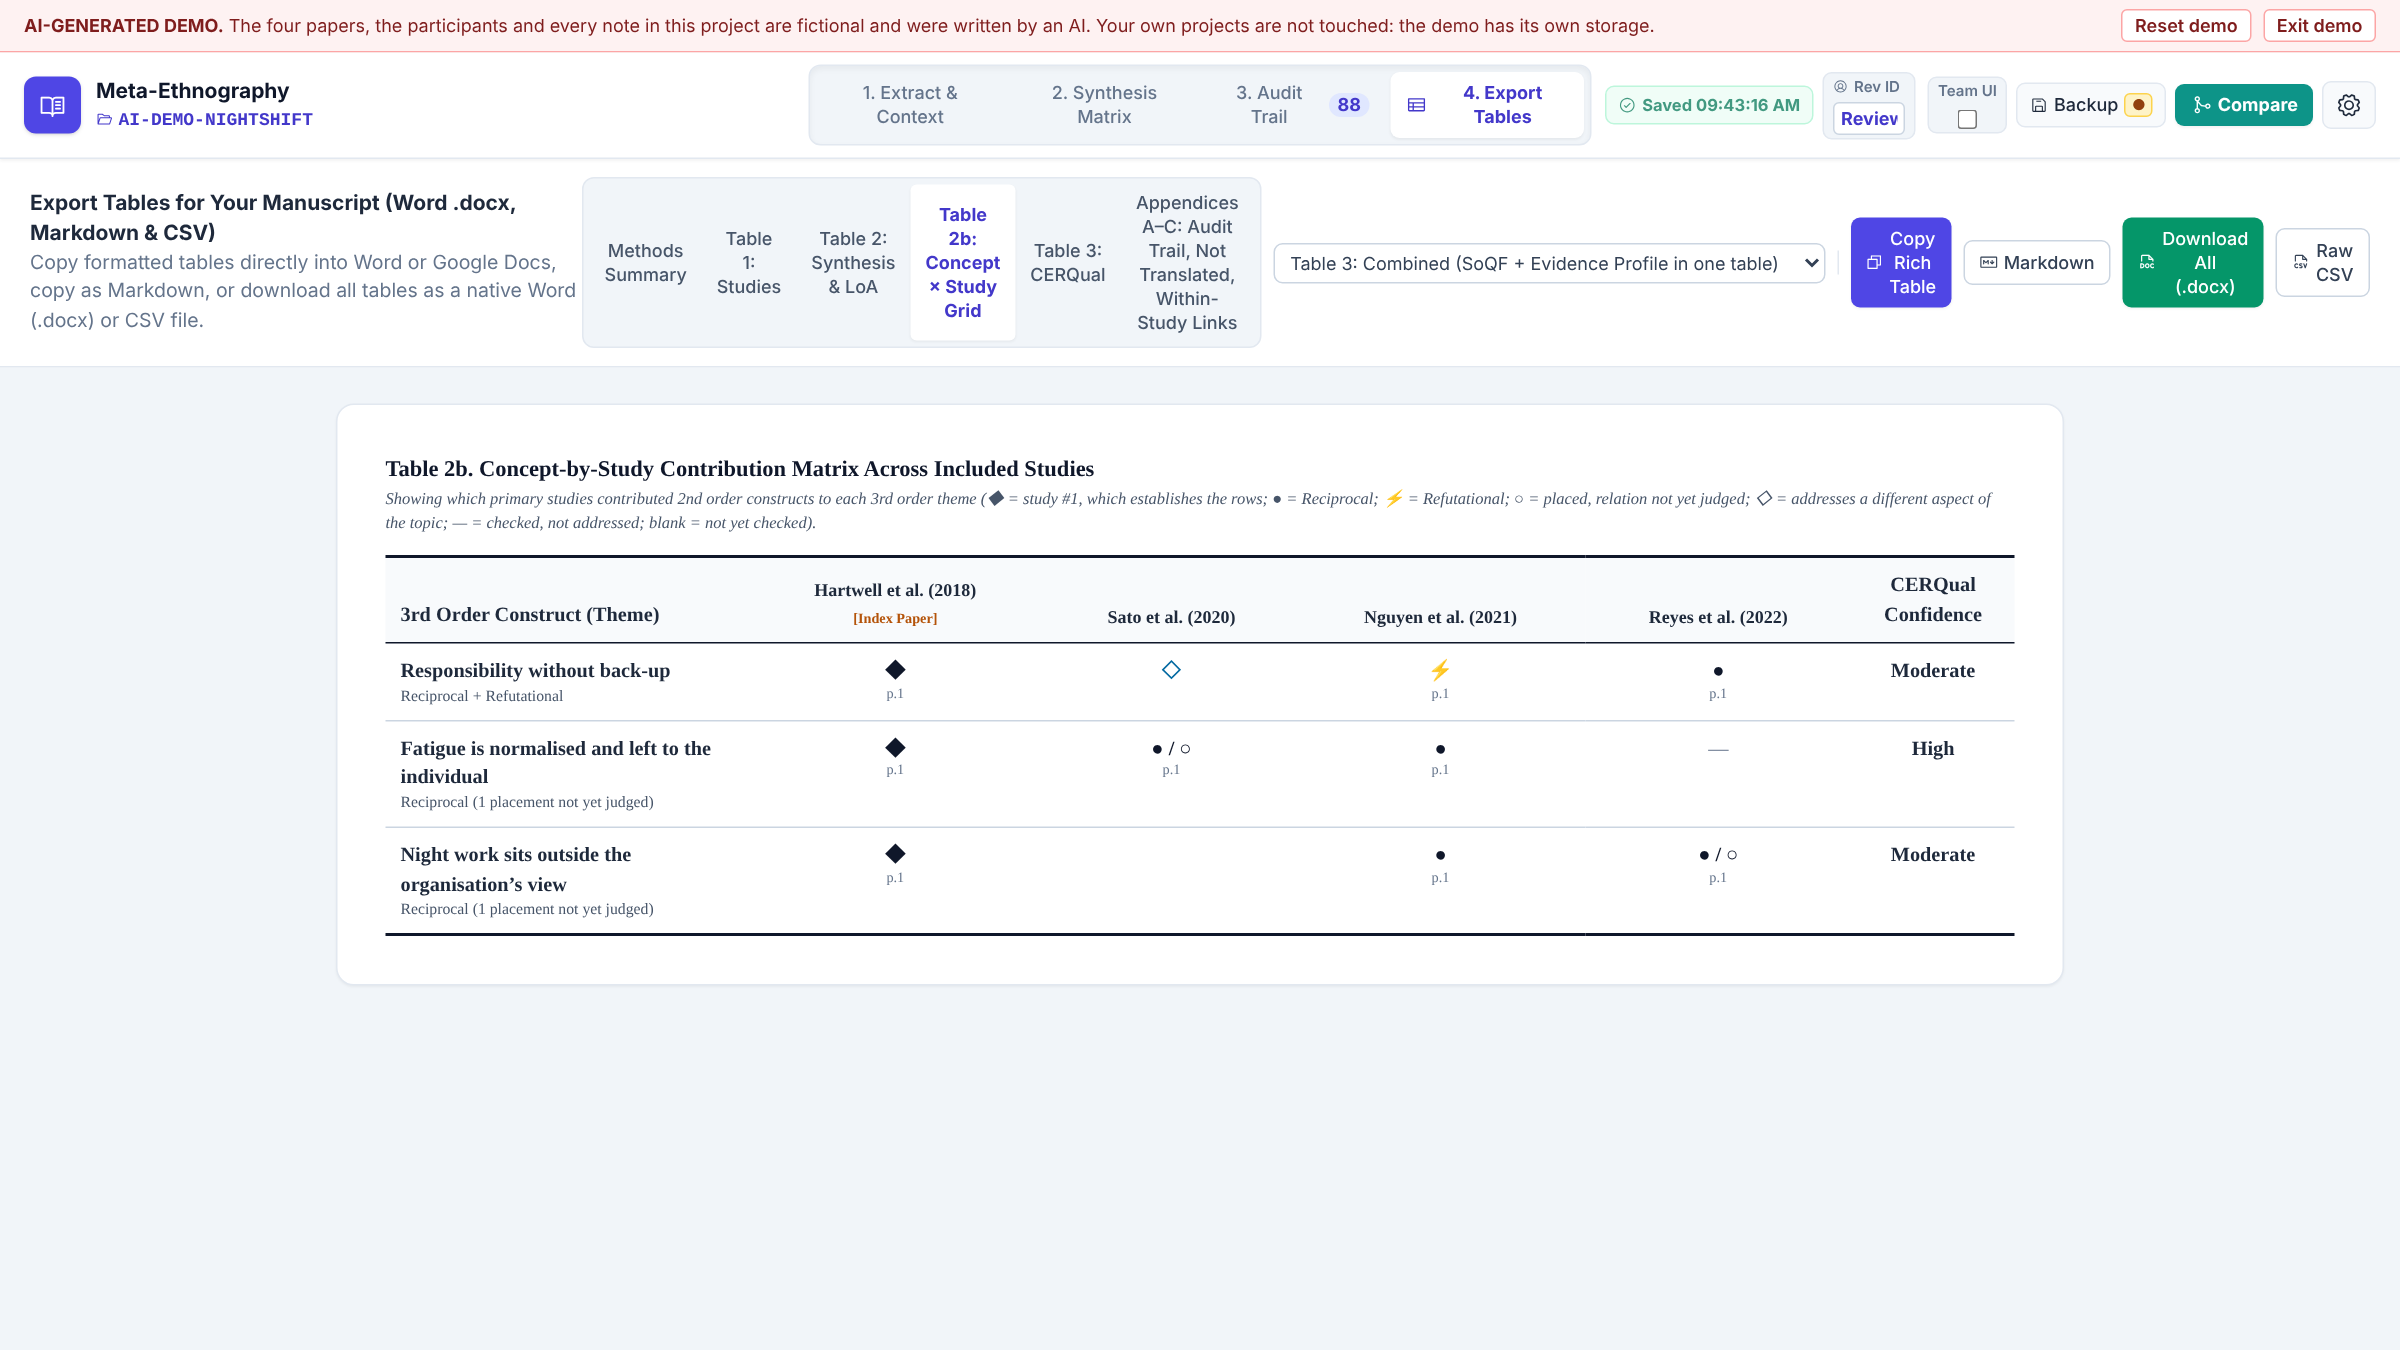 AI-GENERATED DEMO. The four papers, the participants and every note in this project are fictional and were written by an AI. Your own projects are not touched: the demo has its own storage.
Reset demo
Exit demo
Meta-Ethnography
AI-DEMO-NIGHTSHIFT
1. Extract &
Context
2. Synthesis
Matrix
3. Audit
Trail
88
4. Export
Tables
Saved 09:43:16 AM
Rev ID
Review
Team UI
Backup
Compare
Export Tables for Your Manuscript (Word .docx,
Markdown & CSV)
Copy formatted tables directly into Word or Google Docs,
copy as Markdown, or download all tables as a native Word
(.docx) or CSV file.
Methods
Summary
Table
1:
Studies
Table 2:
Synthesis
& LoA
Table
2b:
Concept
× Study
Grid
Table 3:
CERQual
Appendices
A–C: Audit
Trail, Not
Translated,
Within-
Study Links
Table 3: Combined (SoQF + Evidence Profile in one table)
Copy
Rich
Table
Markdown
DOC
Download
All
(.docx)
CSV
Raw
CSV
Table 2b. Concept-by-Study Contribution Matrix Across Included Studies
Showing which primary studies contributed 2nd order constructs to each 3rd order theme (◆ = study #1, which establishes the rows; ● = Reciprocal; ⚡ = Refutational; ○ = placed, relation not yet judged; ◇ = addresses a different aspect of
the topic; — = checked, not addressed; blank = not yet checked).
3rd Order Construct (Theme)
Hartwell et al. (2018)
[Index Paper]
Sato et al. (2020)
Nguyen et al. (2021)
Reyes et al. (2022)
CERQual
Confidence
Responsibility without back-up
Reciprocal + Refutational
◆
p.1
◇
⚡
p.1
●
p.1
Moderate
Fatigue is normalised and left to the
individual
Reciprocal (1 placement not yet judged)
◆
p.1
● / ○
p.1
●
p.1
—
High
Night work sits outside the
organisation’s view
Reciprocal (1 placement not yet judged)
◆
p.1
●
p.1
● / ○
p.1
Moderate